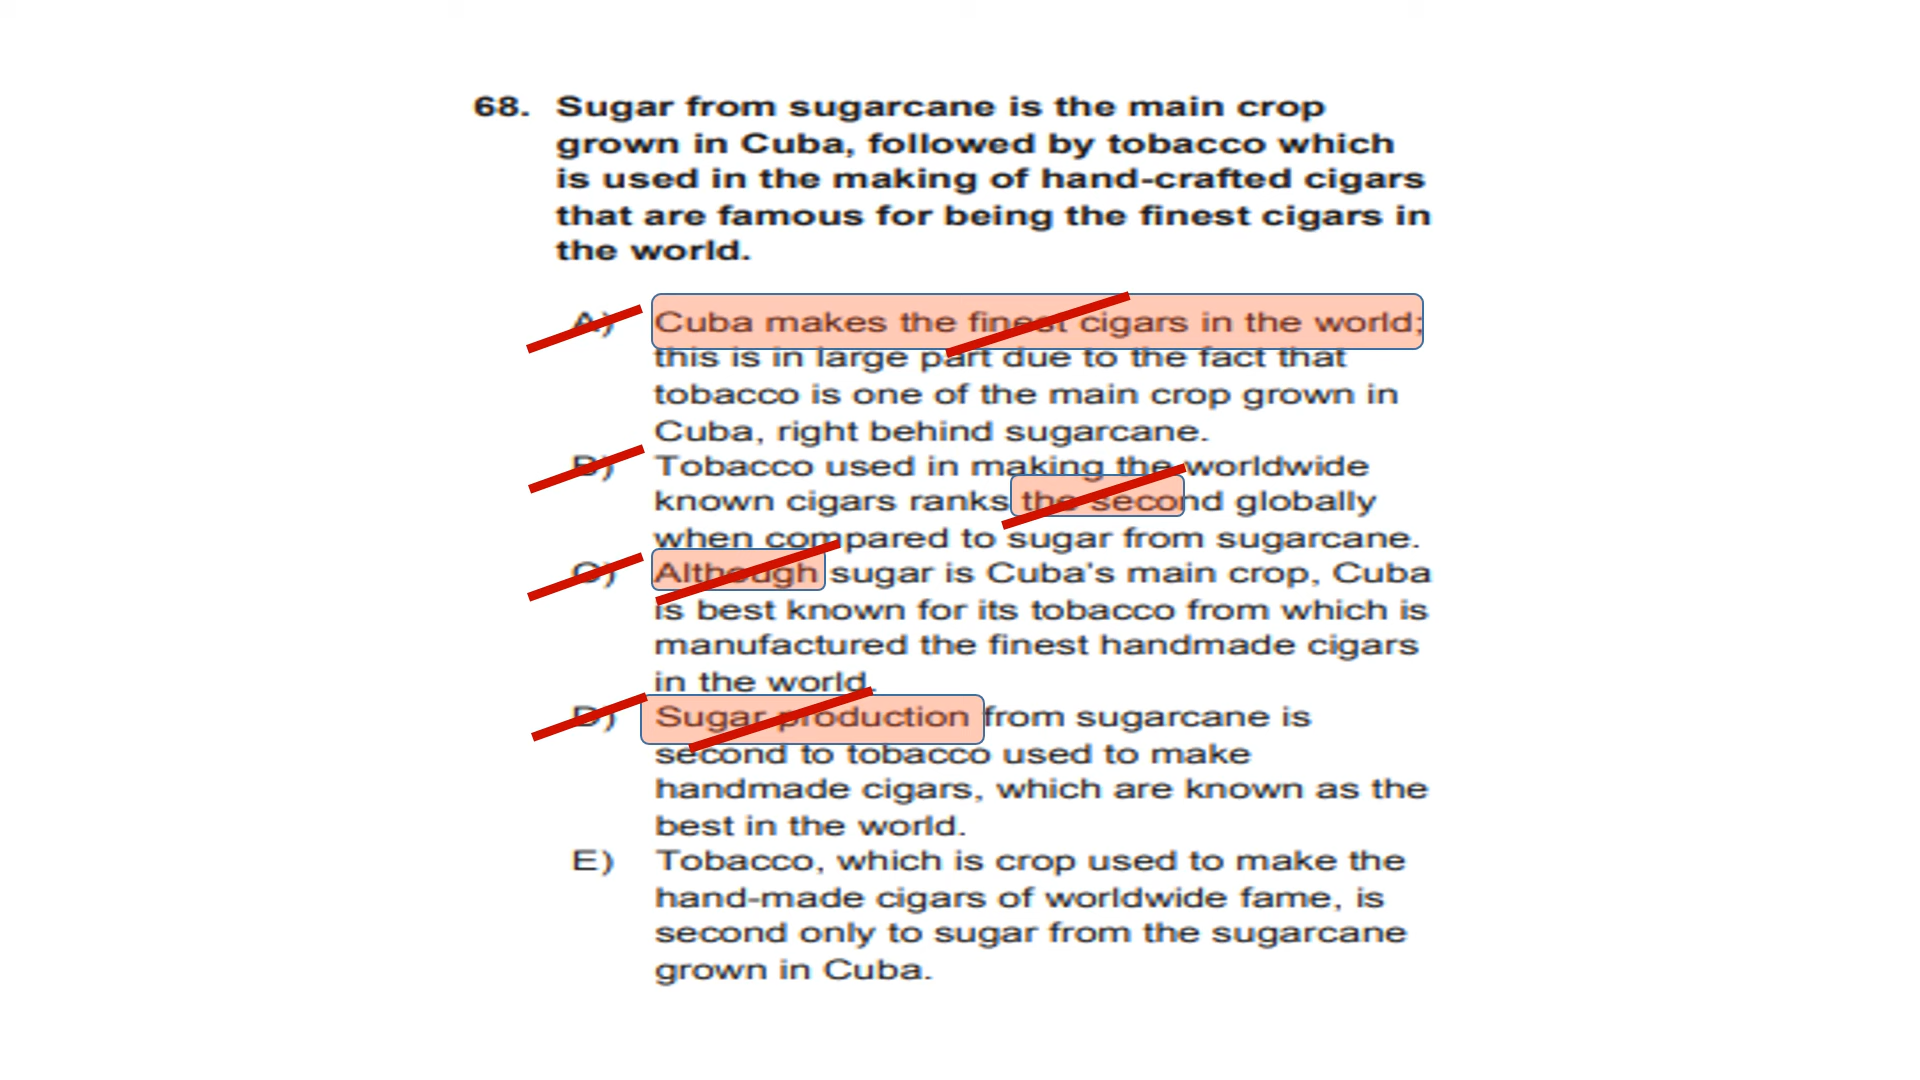 68. Sugar from sugarcane is the main crop
grown in Cuba, followed by tobacco which
is used in the making of hand-crafted cigars
that are famous for being the finest cigars in
the world.
A) Cuba makes the finest cigars in the world;
this is in large part due to the fact that
tobacco is one of the main crop grown in
Cuba, right behind sugarcane.
B) Tobacco used in making the worldwide
known cigars ranks the second globally
when compared to sugar from sugarcane.
C) Although sugar is Cuba's main crop, Cuba
is best known for its tobacco from which is
manufactured the finest handmade cigars
in the world.
D) Sugar production from sugarcane is
second to tobacco used to make
handmade cigars, which are known as the
best in the world.
E) Tobacco, which is crop used to make the
hand-made cigars of worldwide fame, is
second only to sugar from the sugarcane
grown in Cuba.